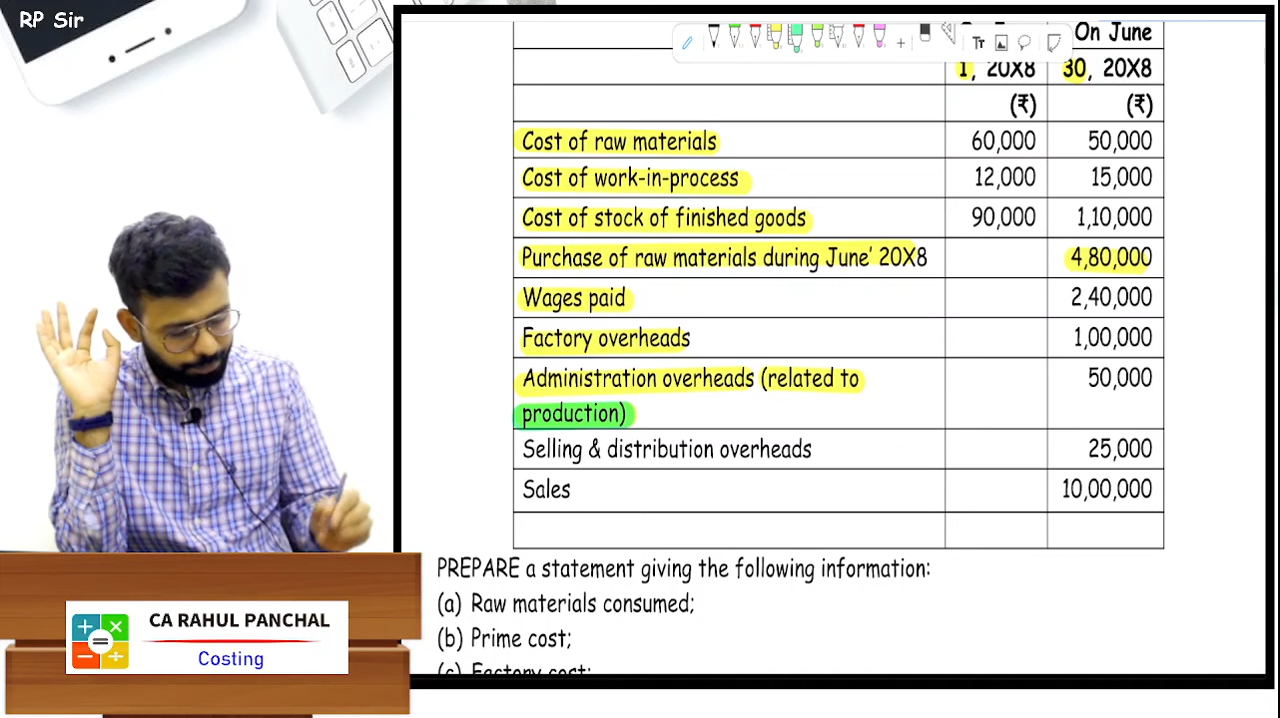 RP Sir
On June
1, 20X8 30, 20X8
(₹) (₹)
Cost of raw materials 60,000 50,000
Cost of work-in-process 12,000 15,000
Cost of stock of finished goods 90,000 1,10,000
Purchase of raw materials during June' 20X8 4,80,000
Wages paid 2,40,000
Factory overheads 1,00,000
Administration overheads (related to 50,000
production)
Selling & distribution overheads 25,000
Sales 10,00,000
PREPARE a statement giving the following information:
(a) Raw materials consumed;
(b) Prime cost;
(c) Factory cost;
CA RAHUL PANCHAL
Costing
Tт